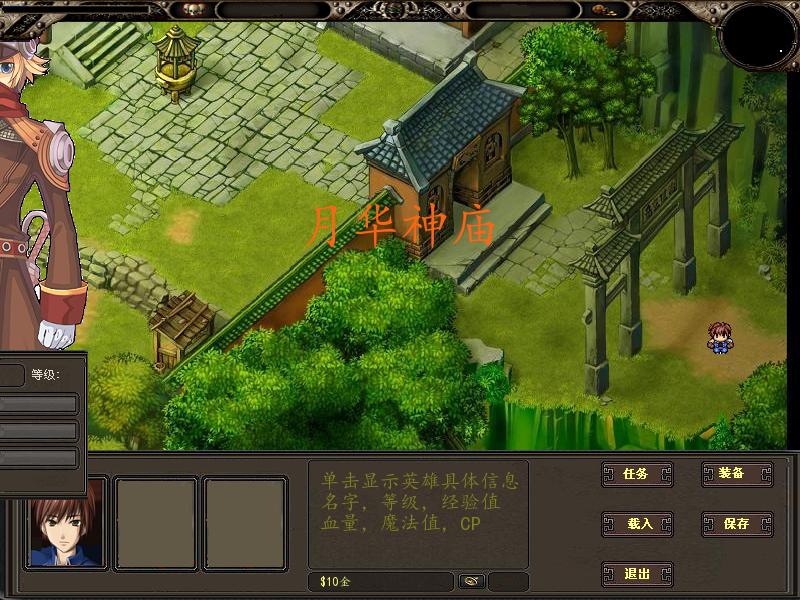 月华神庙
等级:
单击显示英雄具体信息
名字，等级，经验值
血量，魔法值，CP
$10金
任务
装备
载入
保存
退出